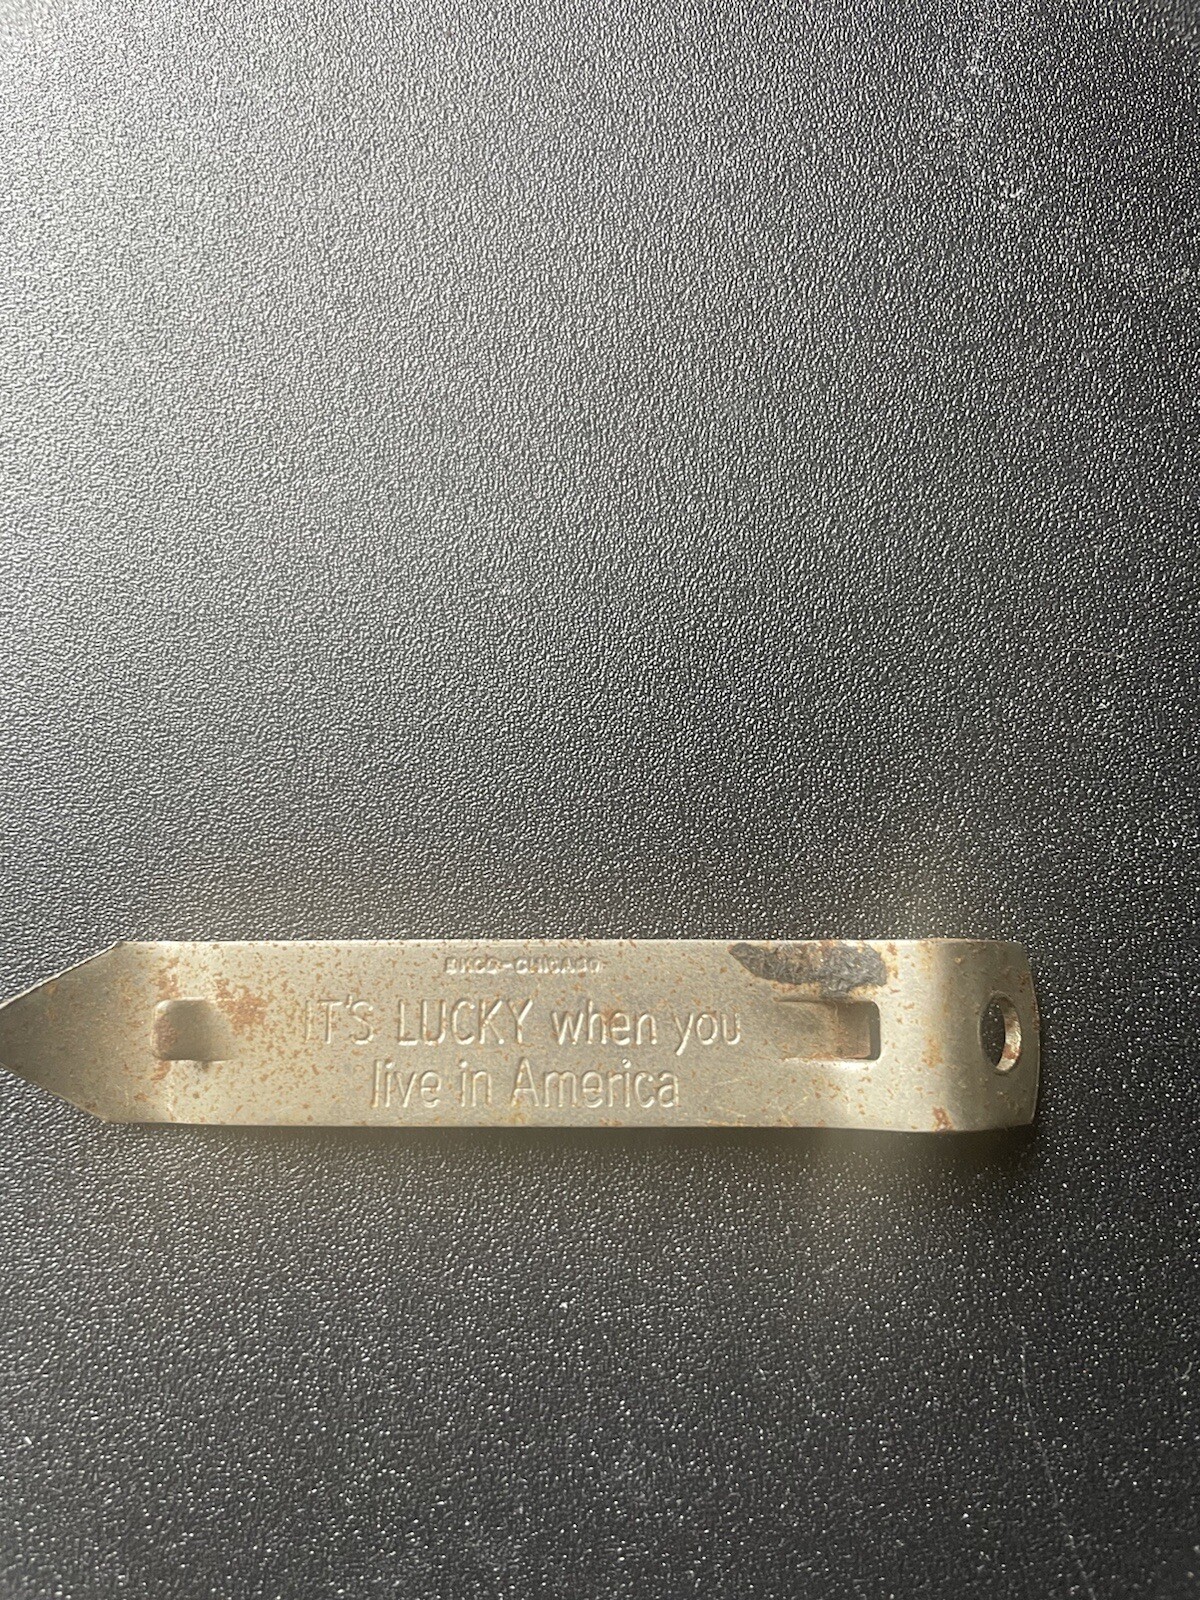 EKCO-CHICAGO
IT'S LUCKY when you
live in America